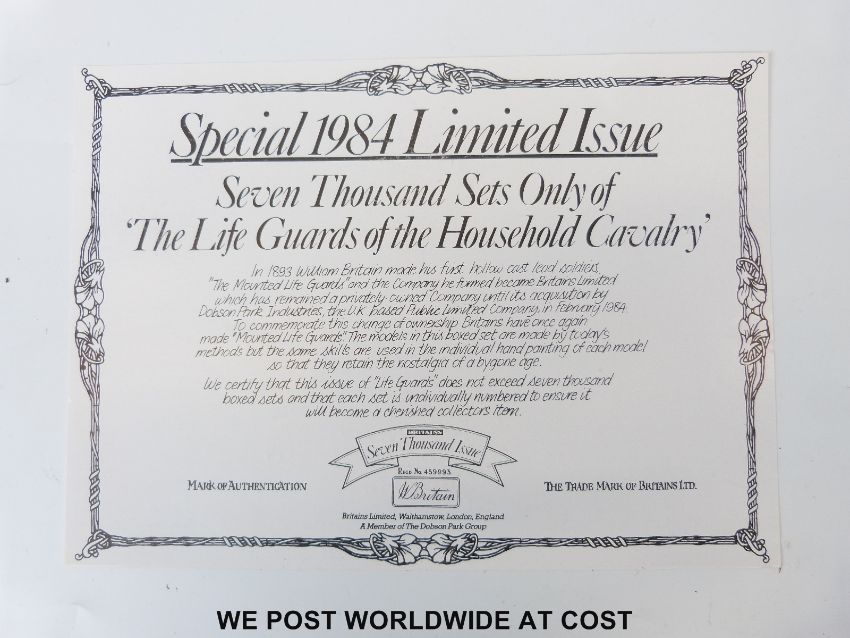 Special 1984 Limited Issue
Seven Thousand Sets Only of
'The Life Guards of the Household Cavalry'
In 1893 William Britain made his first hollow cast lead soldiers,
"The Mounted Life Guards" and the Company he formed became Britains Limited
which has remained a privately owned Company until its acquisition by
Dobson Park Industries, the U.K. Based Public Limited Company, in February 1984.
To commemorate this change of ownership Britains have once again
made "Mounted Life Guards". The models in this boxed set are made by today's
methods but the same skills are used in the individual hand painting of each model
so that they retain the nostalgia of a bygone age.
We certify that this issue of "Life Guards" does not exceed seven thousand
boxed sets and that each set is individually numbered to ensure it
will become a cherished collectors item.
BRITAINS
Seven Thousand Issue
Regd No. 459993
Mark of Authentication
W.Britain
The Trade Mark of Britains Ltd.
Britains Limited, Walthamstow, London, England
A Member of The Dobson Park Group
WE POST WORLDWIDE AT COST